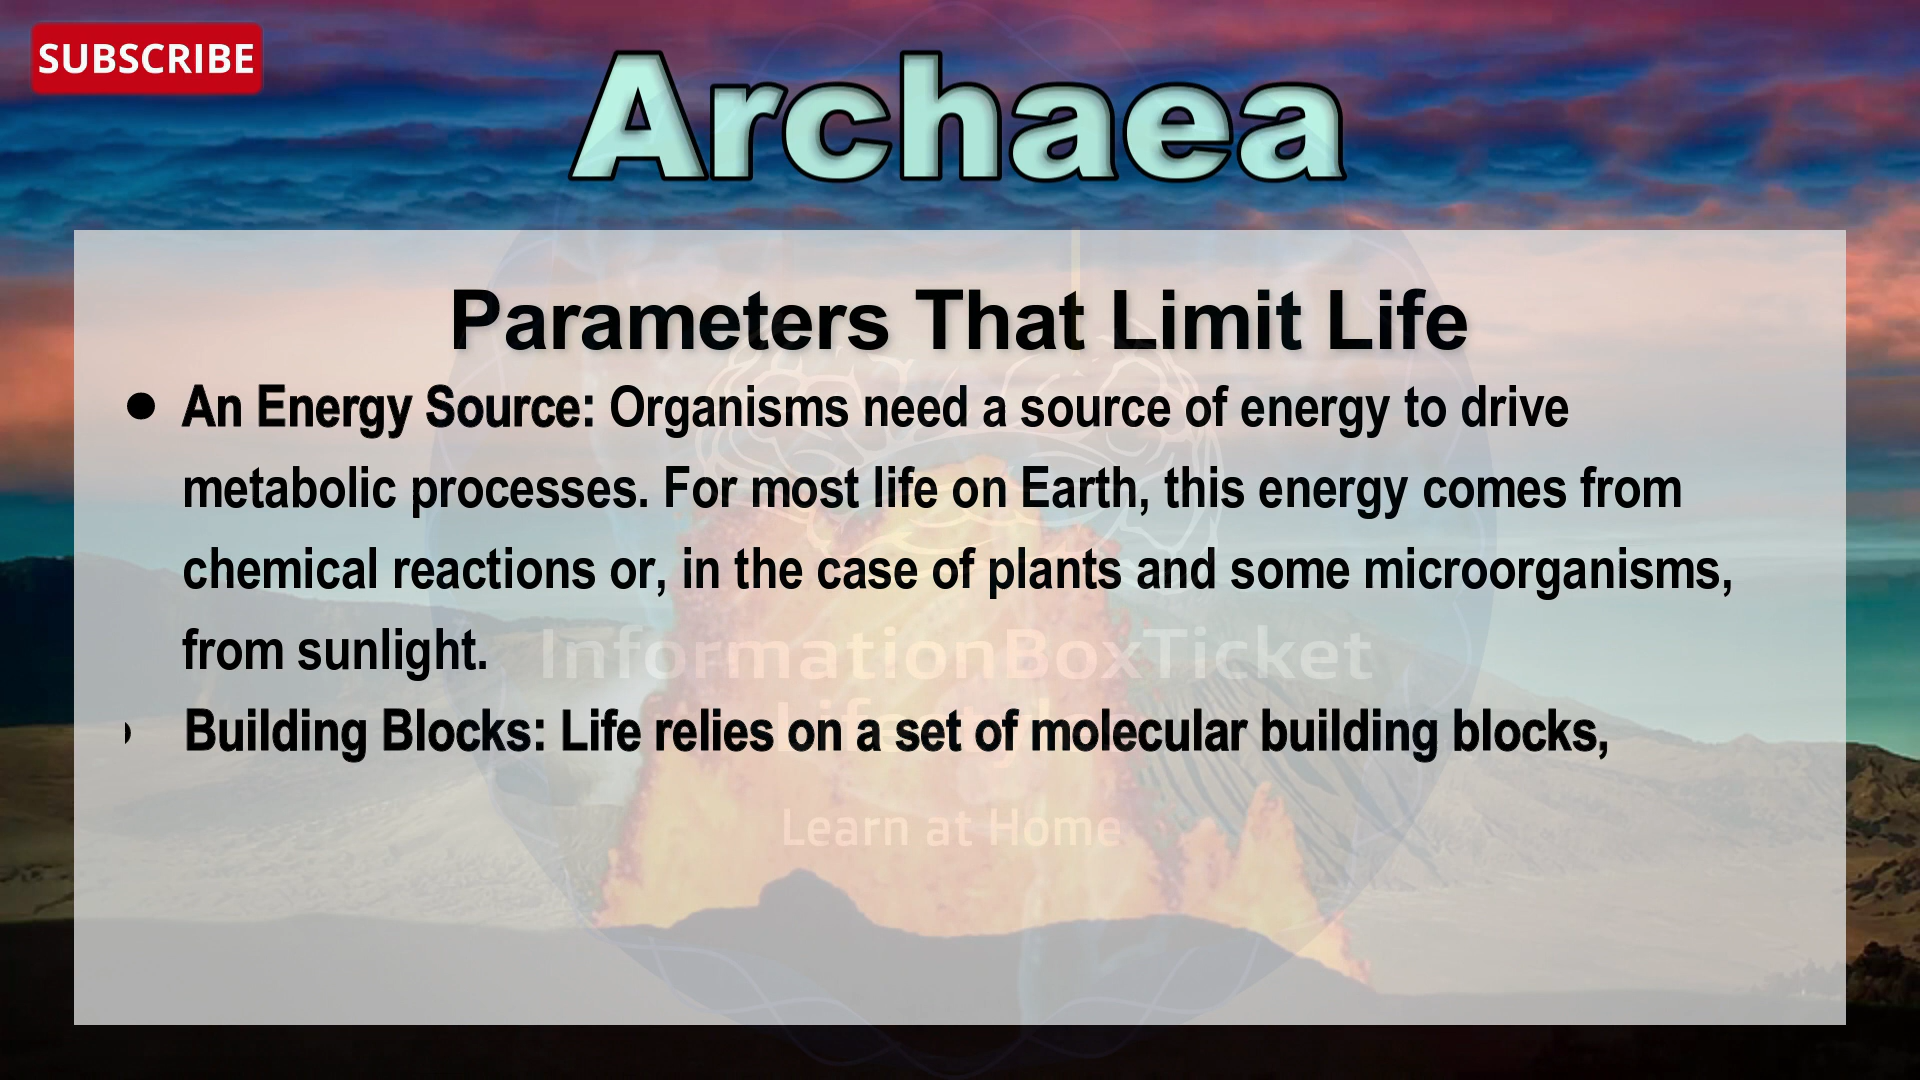 SUBSCRIBE
Archaea
Parameters That Limit Life
● An Energy Source: Organisms need a source of energy to drive
metabolic processes. For most life on Earth, this energy comes from
chemical reactions or, in the case of plants and some microorganisms,
from sunlight.
InformationBoxTicket
Building Blocks: Life relies on a set of molecular building blocks,
Learn at Home